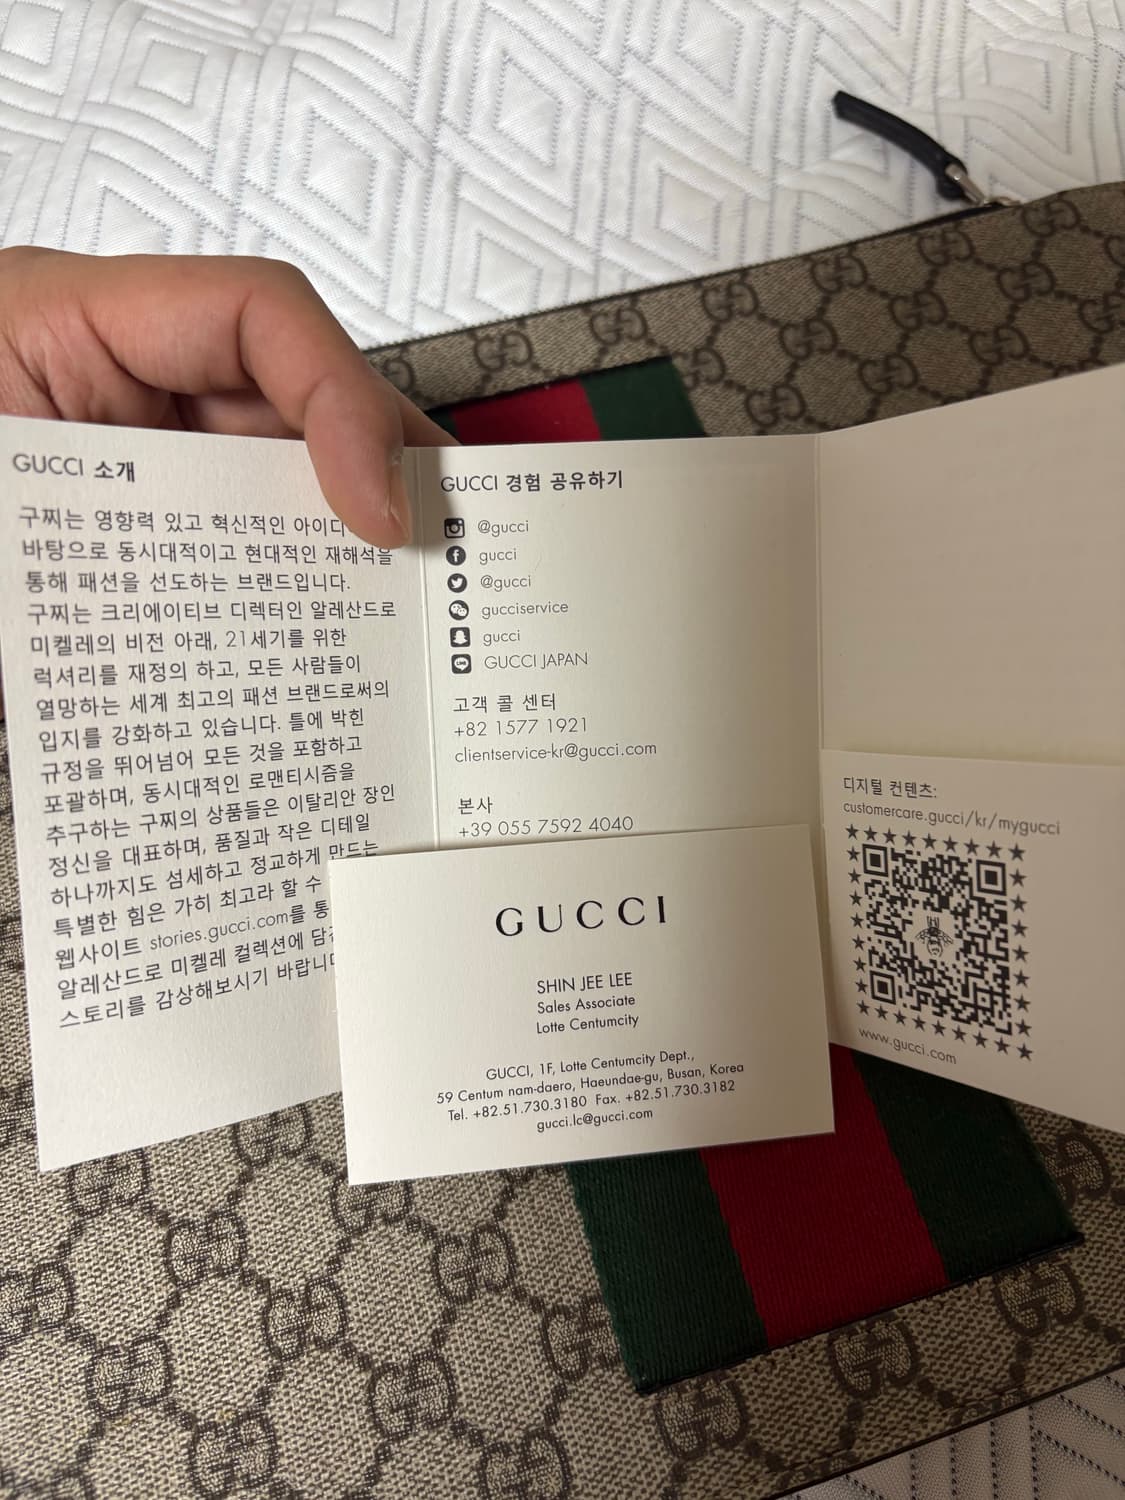 GUCCI 소개
구찌는 영향력 있고 혁신적인
바탕으로 동시대적이고 현대적인 재해석을
통해 패션을 선도하는 브랜드입니다.
구찌는 크리에이티브 디렉터인 알레산드로
미켈레의 비전 아래, 21세기를 위한
럭셔리를 재정의 하고, 모든 사람들이
열망하는 세계 최고의 패션 브랜드로써의
입지를 강화하고 있습니다. 틀에 박힌
규정을 뛰어넘어 모든 것을 포함하고
포괄하며, 동시대적인 로맨티시즘을
추구하는 구찌의 상품들은 이탈리안 장인
정신을 대표하며, 품질과 작은 디테일
하나까지도 섬세하고 정교하게 만드는
특별한 힘은 가히 최고라 할 수
웹사이트 stories.gucci.com를
알레산드로 미켈레 컬렉션에
스토리를 감상해보시기
GUCCI 경험 공유하기
@gucci
gucci
@gucci
gucciservice
gucci
GUCCI JAPAN
고객 콜 센터
+82 1577 1921
clientservice-kr@gucci.com
본사
+39 055 7592 4040
디지털 컨텐츠:
customercare.gucci/kr/mygucci
www.gucci.com
GUCCI
SHIN JEE LEE
Sales Associate
Lotte Centumcity
GUCCI, 1F, Lotte Centumcity Dept.,
59 Centum nam-daero, Haeundae-gu, Busan, Korea
Tel. +82.51.730.3180 Fax. +82.51.730.3182
gucci.lc@gucci.com